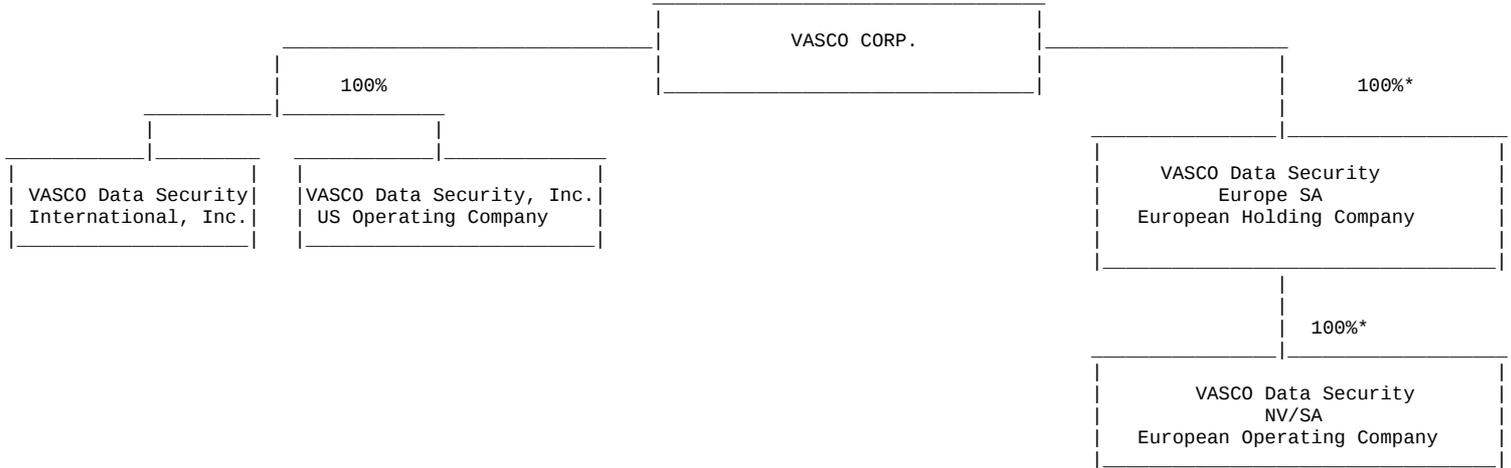 VASCO CORP.
100%
100%*
VASCO Data Security
International, Inc.
VASCO Data Security, Inc.
US Operating Company
VASCO Data Security
Europe SA
European Holding Company
100%*
VASCO Data Security
NV/SA
European Operating Company